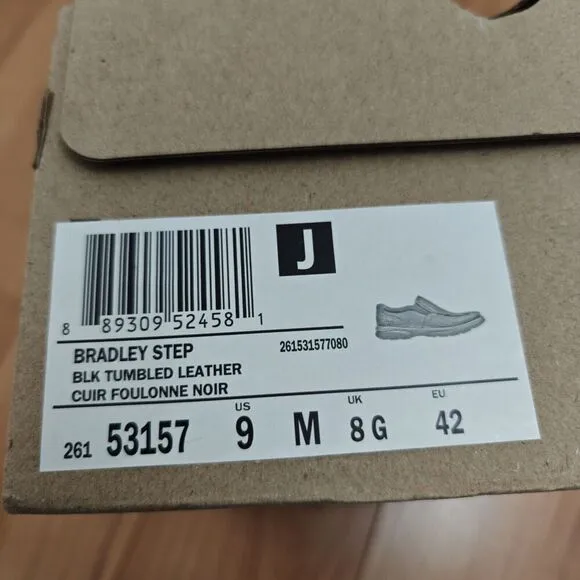 J
8 89309 52458 1
BRADLEY STEP 261531577080
BLK TUMBLED LEATHER
CUIR FOULONNE NOIR
US UK EU
261 53157 9 M 8 G 42